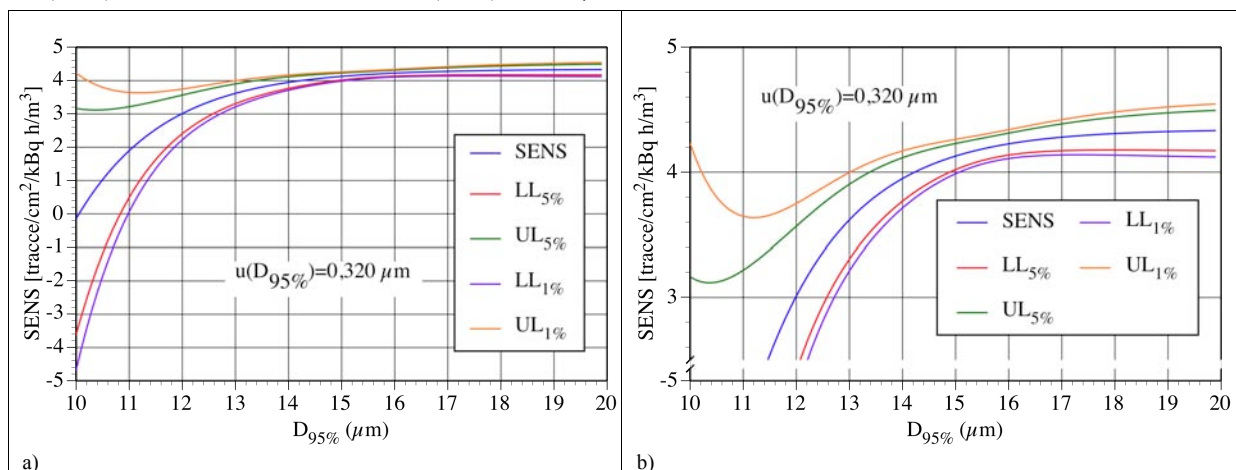 5
4
3
2
1
0
-1
-2
-3
-4
-5
SENS [tracce/cm²/kBq h/m³]
u(D95%)=0,320 µm
SENS
LL5%
UL5%
LL1%
UL1%
10 11 12 13 14 15 16 17 18 19 20
D95% (µm)
a)
5
4
3
-5
SENS [tracce/cm²/kBq h/m³]
u(D95%)=0,320 µm
SENS LL1%
LL5% UL1%
UL5%
10 11 12 13 14 15 16 17 18 19 20
D95% (µm)
b)